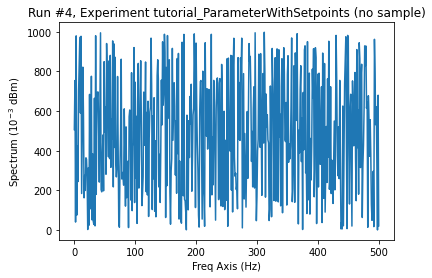 Run #4, Experiment tutorial_ParameterWithSetpoints (no sample)
1000
800
600
400
200
0
Spectrum (10⁻³ dBm)
0 100 200 300 400 500
Freq Axis (Hz)